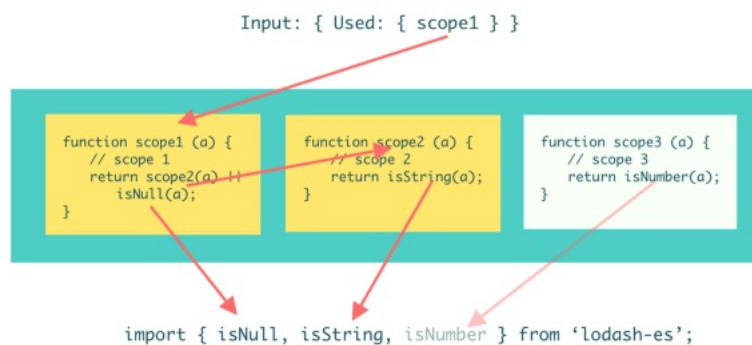 Input: { Used: { scope1 } }
function scope1 (a) {
// scope 1
return scope2(a) ||
isNull(a);
}
function scope2 (a) {
// scope 2
return isString(a);
}
function scope3 (a) {
// scope 3
return isNumber(a);
}
import { isNull, isString, isNumber } from ‘lodash-es’;